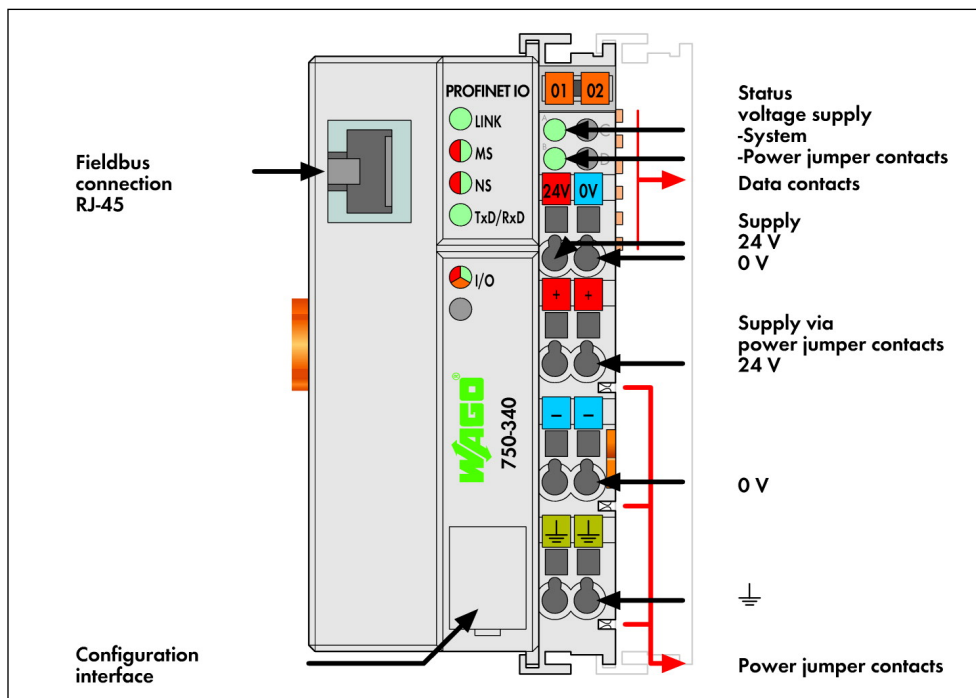 PROFINET IO
LINK
MS
NS
TxD/RxD
I/O
WAGO®
750-340
01 02
A C
B D
24V 0V
+ +
– –
Fieldbus
connection
RJ-45
Configuration
interface
Status
voltage supply
-System
-Power jumper contacts
Data contacts
Supply
24 V
0 V
Supply via
power jumper contacts
24 V
0 V
Power jumper contacts